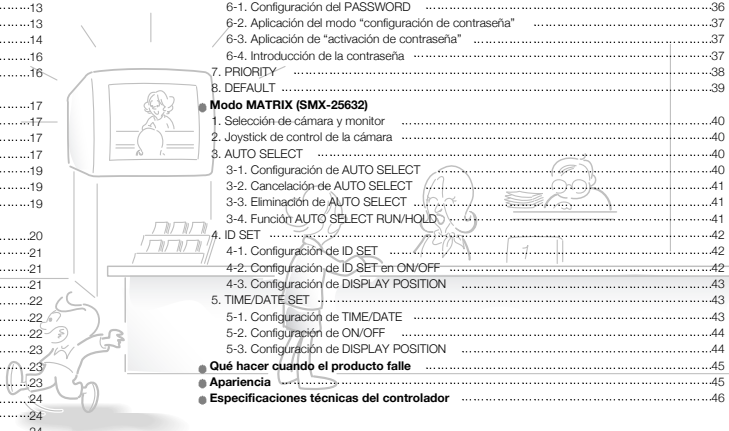 13
13
14
16
16
17
17
17
17
19
19
19
20
21
21
21
22
22
22
23
23
23
24
24
24
6-1. Configuración del PASSWORD 36
6-2. Aplicación del modo “configuración de contraseña” 37
6-3. Aplicación de “activación de contraseña” 37
6-4. Introducción de la contraseña 37
7. PRIORITY 38
8. DEFAULT 39
Modo MATRIX (SMX-25632)
1. Selección de cámara y monitor 40
2. Joystick de control de la cámara 40
3. AUTO SELECT 40
3-1. Configuración de AUTO SELECT 40
3-2. Cancelación de AUTO SELECT 41
3-3. Eliminación de AUTO SELECT 41
3-4. Función AUTO SELECT RUN/HOLD 41
4. ID SET 42
4-1. Configuración de ID SET 42
4-2. Configuración de ID SET en ON/OFF 42
4-3. Configuración de DISPLAY POSITION 43
5. TIME/DATE SET 43
5-1. Configuración de TIME/DATE 43
5-2. Configuración de ON/OFF 44
5-3. Configuración de DISPLAY POSITION 44
Qué hacer cuando el producto falle 45
Apariencia 45
Especificaciones técnicas del controlador 46
1